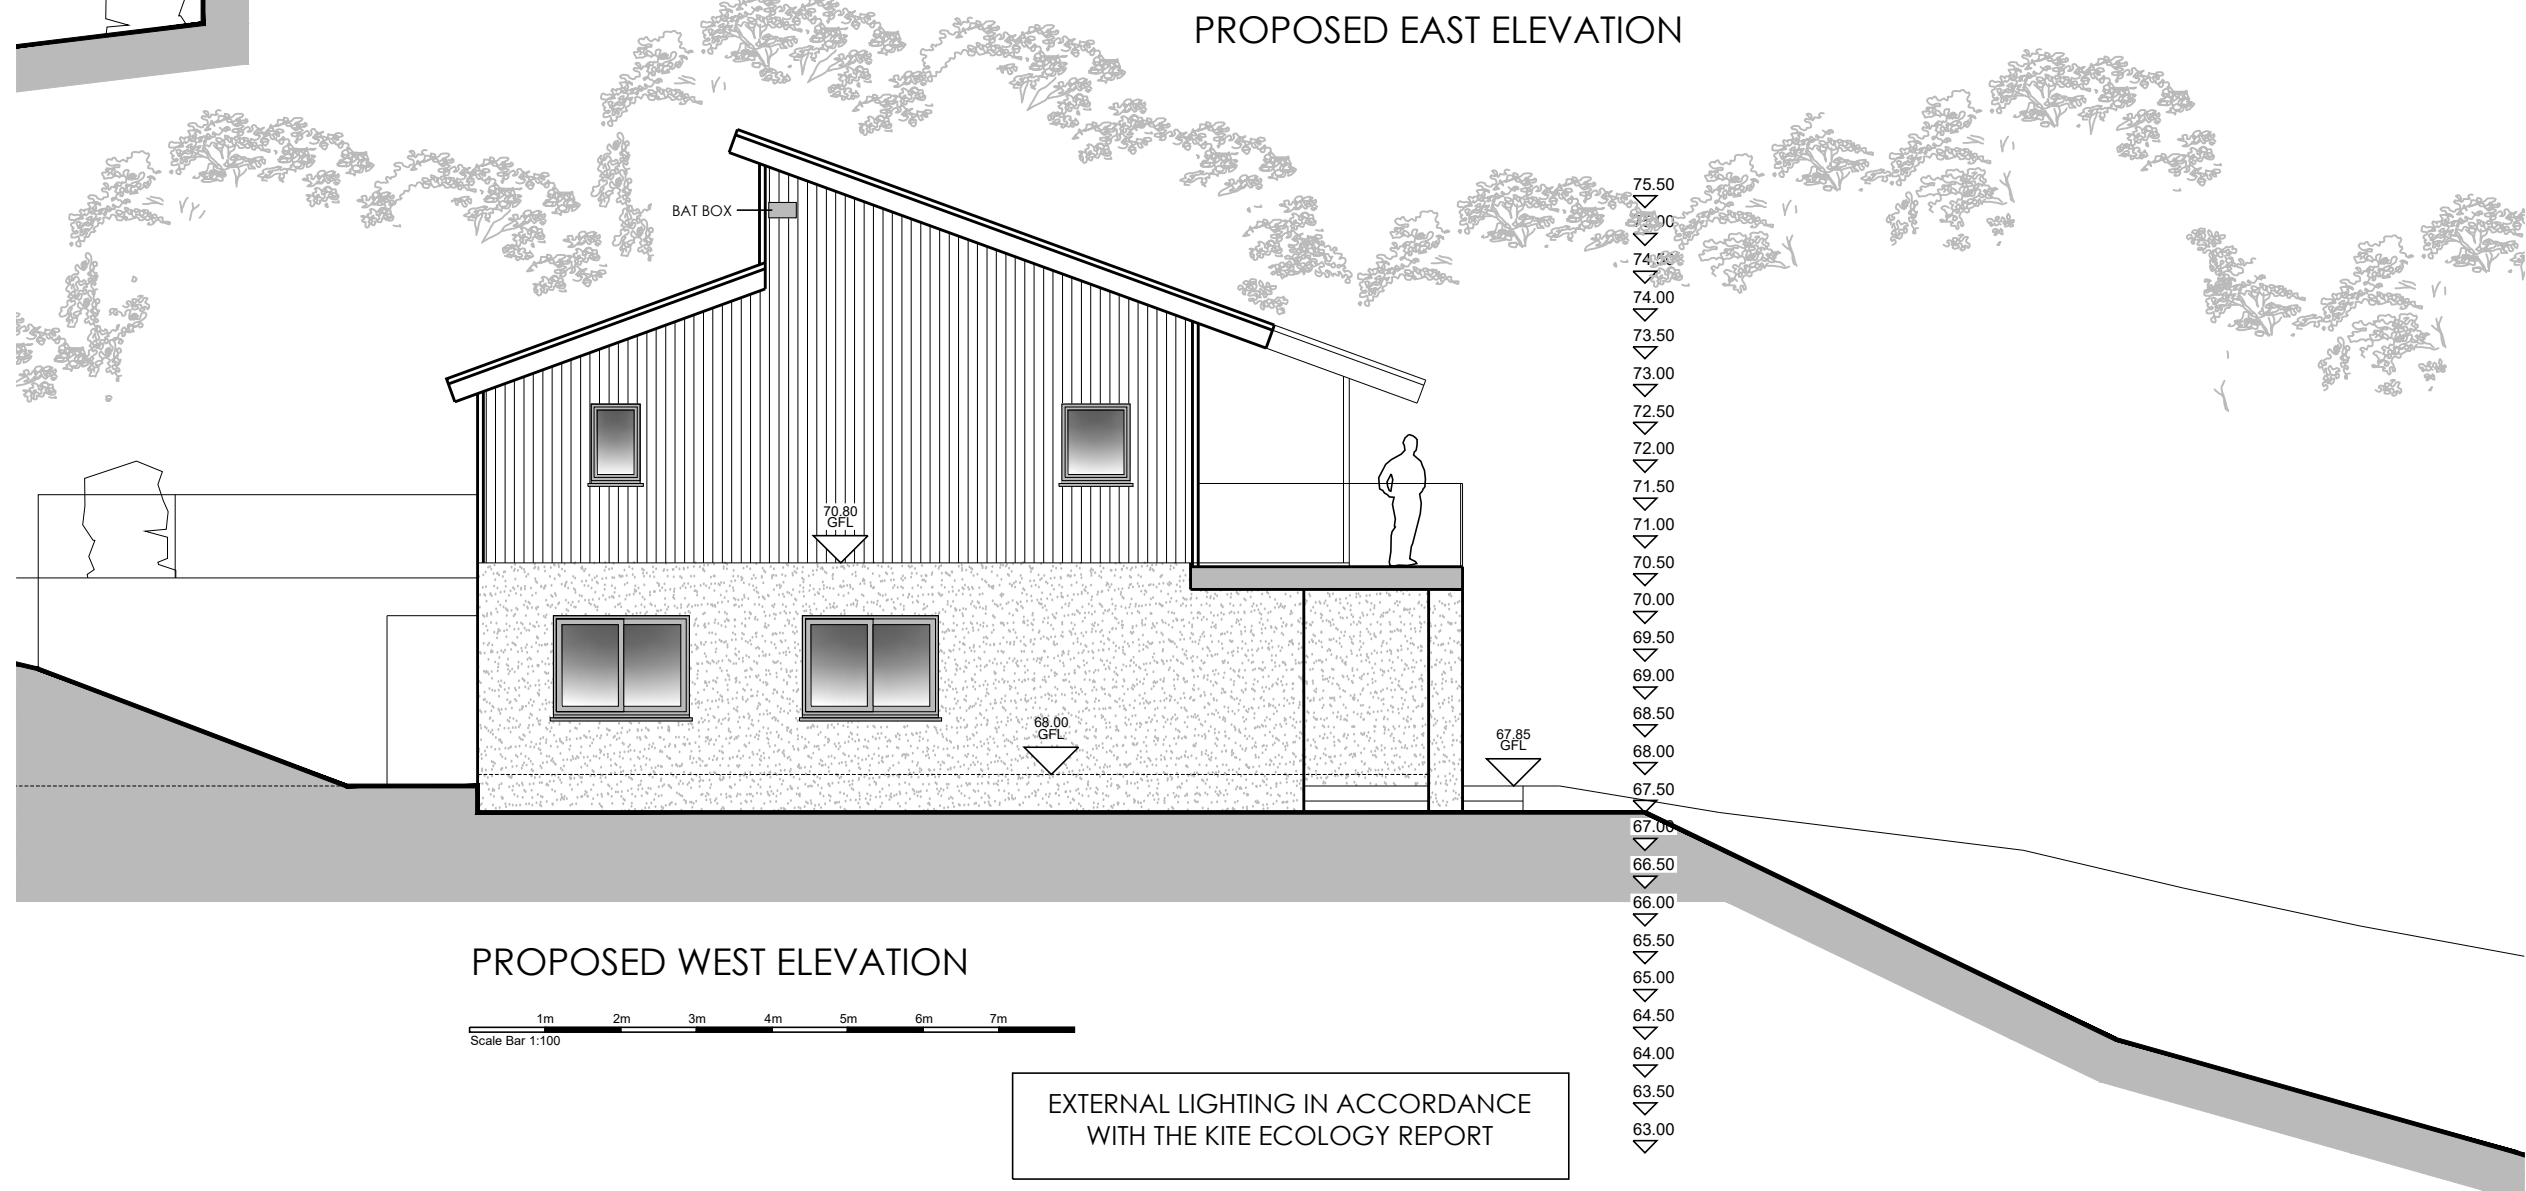 PROPOSED EAST ELEVATION
BAT BOX
75.50
75.00
74.50
74.00
73.50
73.00
72.50
72.00
71.50
71.00
70.50
70.00
69.50
69.00
68.50
68.00
67.50
67.00
66.50
66.00
65.50
65.00
64.50
64.00
63.50
63.00
70.80
GFL
68.00
GFL
67.85
GFL
PROPOSED WEST ELEVATION
1m 2m 3m 4m 5m 6m 7m
Scale Bar 1:100
EXTERNAL LIGHTING IN ACCORDANCE
WITH THE KITE ECOLOGY REPORT